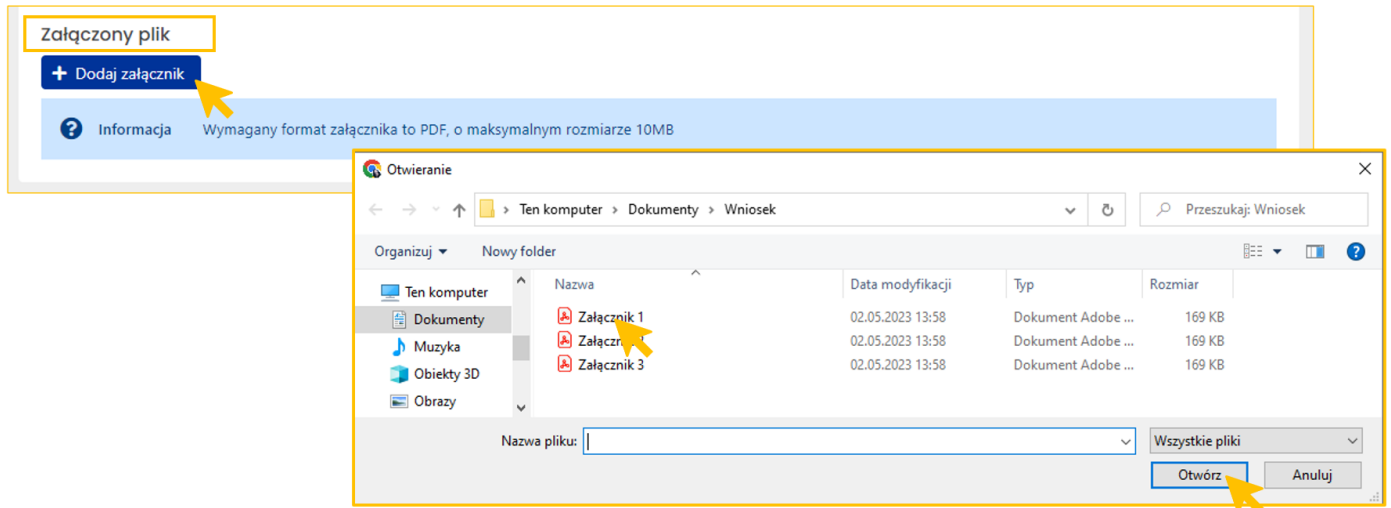 Załączony plik
+ Dodaj załącznik
Informacja Wymagany format załącznika to PDF, o maksymalnym rozmiarze 10MB
Otwieranie
Ten komputer > Dokumenty > Wniosek
Przeszukaj: Wniosek
Organizuj Nowy folder
Nazwa Data modyfikacji Typ Rozmiar
Ten komputer
Dokumenty
Muzyka
Obiekty 3D
Obrazy
Załącznik 1 02.05.2023 13:58 Dokument Adobe ... 169 KB
02.05.2023 13:58 Dokument Adobe ... 169 KB
Załącznik 3 02.05.2023 13:58 Dokument Adobe ... 169 KB
Nazwa pliku:
Wszystkie pliki
Otwórz Anuluj